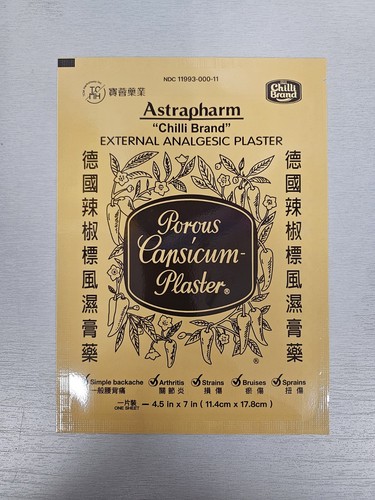 NDC 11993-000-11
ICHH
寶薔藥業
The
Chilli
Brand
Astrapharm
"Chilli Brand"
EXTERNAL ANALGESIC PLASTER
德國辣椒標風濕膏藥
Porous
Capsicum-
Plaster®
德國辣椒標風濕膏藥
®
Simple backache Arthritis Strains Bruises Sprains
一般腰背痛 關節炎 損傷 瘀傷 扭傷
一片裝
ONE SHEET — 4.5 in x 7 in (11.4cm x 17.8cm)